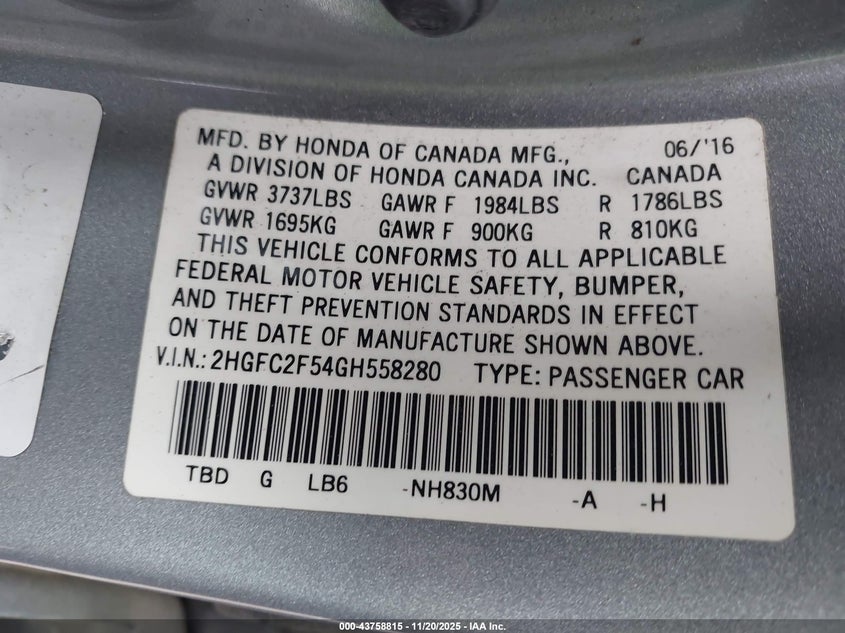 MFD. BY HONDA OF CANADA MFG., 06/'16
A DIVISION OF HONDA CANADA INC. CANADA
GVWR 3737LBS GAWR F 1984LBS R 1786LBS
GVWR 1695KG GAWR F 900KG R 810KG
THIS VEHICLE CONFORMS TO ALL APPLICABLE
FEDERAL MOTOR VEHICLE SAFETY, BUMPER,
AND THEFT PREVENTION STANDARDS IN EFFECT
ON THE DATE OF MANUFACTURE SHOWN ABOVE.
V.I.N.: 2HGFC2F54GH558280 TYPE: PASSENGER CAR
TBD G LB6 -NH830M -A -H
000-43758815 - 11/20/2025 - IAA Inc.